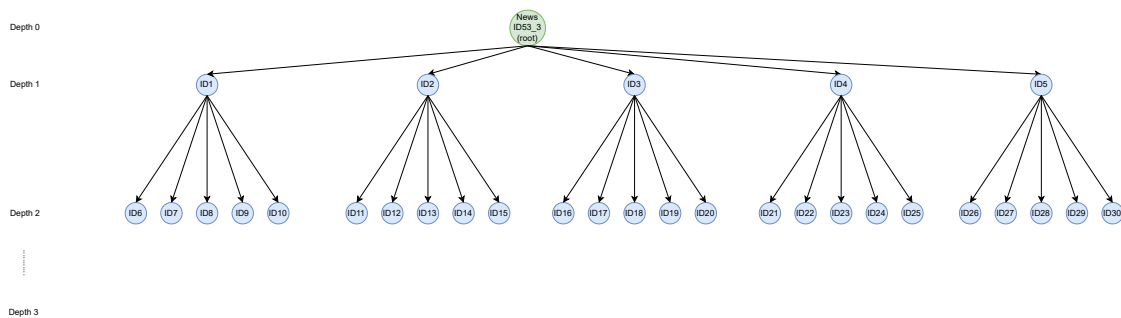 Depth 0
News
ID53_3
(root)
Depth 1
ID1
ID2
ID3
ID4
ID5
Depth 2
ID6
ID7
ID8
ID9
ID10
ID11
ID12
ID13
ID14
ID15
ID16
ID17
ID18
ID19
ID20
ID21
ID22
ID23
ID24
ID25
ID26
ID27
ID28
ID29
ID30
Depth 3